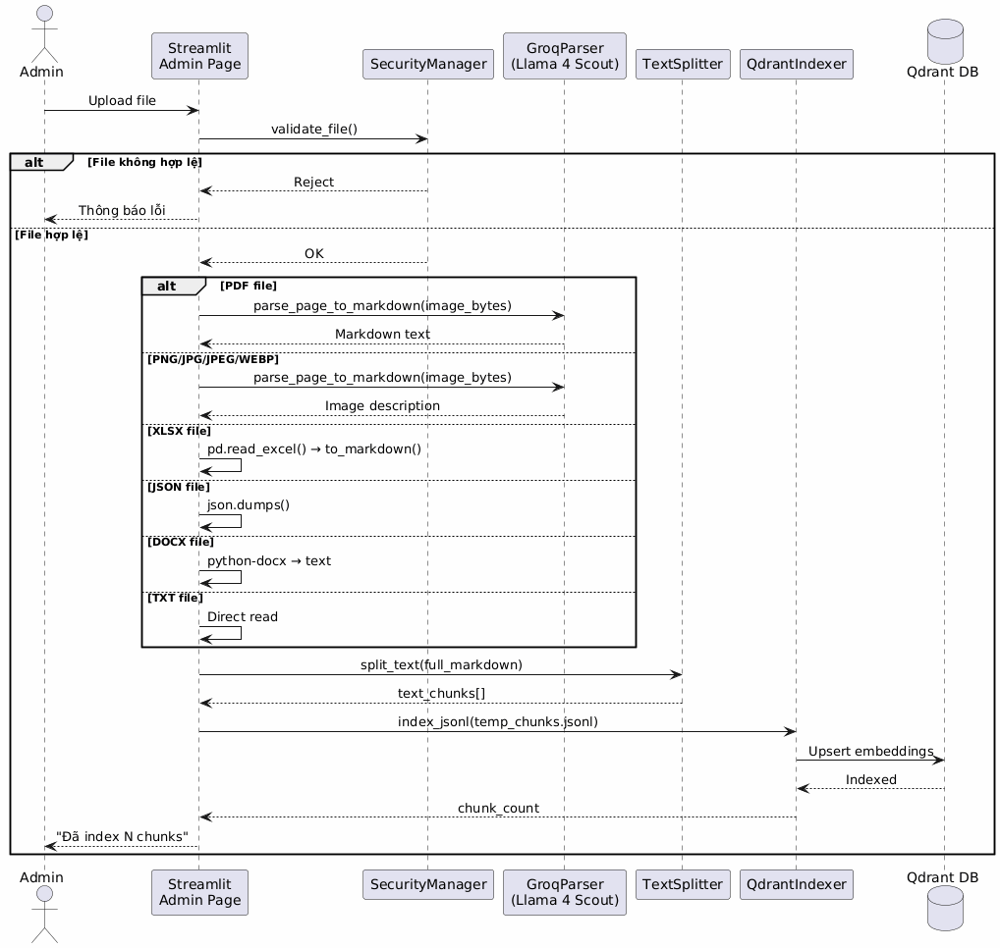 Admin
Streamlit
Admin Page
SecurityManager
GroqParser
(Llama 4 Scout)
TextSplitter
QdrantIndexer
Qdrant DB
Upload file
validate_file()
alt [File không hợp lệ]
Reject
Thông báo lỗi
[File hợp lệ]
OK
alt [PDF file]
parse_page_to_markdown(image_bytes)
Markdown text
[PNG/JPG/JPEG/WEBP]
parse_page_to_markdown(image_bytes)
Image description
[XLSX file]
pd.read_excel() → to_markdown()
[JSON file]
json.dumps()
[DOCX file]
python-docx → text
[TXT file]
Direct read
split_text(full_markdown)
text_chunks[]
index_jsonl(temp_chunks.jsonl)
Upsert embeddings
Indexed
chunk_count
"Đã index N chunks"
Admin
Streamlit
Admin Page
SecurityManager
GroqParser
(Llama 4 Scout)
TextSplitter
QdrantIndexer
Qdrant DB